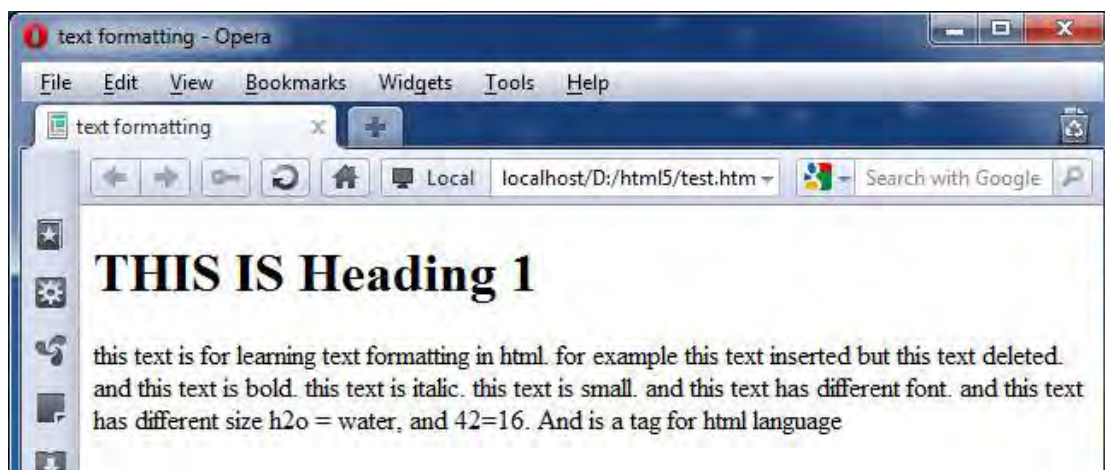 text formatting - Opera
File Edit View Bookmarks Widgets Tools Help
text formatting
Local localhost/D:/html5/test.htm Search with Google
THIS IS Heading 1
this text is for learning text formatting in html. for example this text inserted but this text deleted.
and this text is bold. this text is italic. this text is small. and this text has different font. and this text
has different size h2o = water, and 42=16. And is a tag for html language